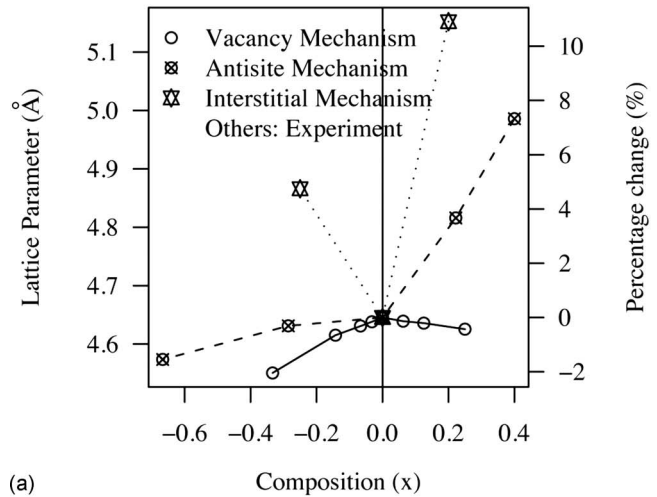 Vacancy Mechanism
Antisite Mechanism
Interstitial Mechanism
Others: Experiment
Lattice Parameter (Å)
5.1
5.0
4.9
4.8
4.7
4.6
Percentage change (%)
10
8
6
4
2
0
−2
−0.6 −0.4 −0.2 0.0 0.2 0.4
Composition (x)
(a)